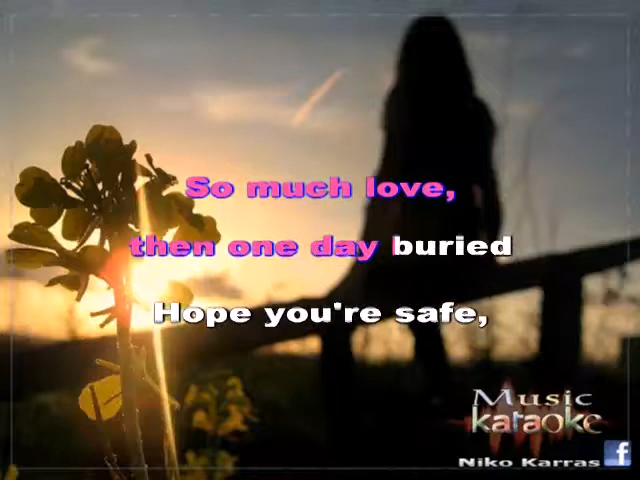 So much love,
then one day buried
Hope you're safe,
Music
karaoke
Niko Karras f